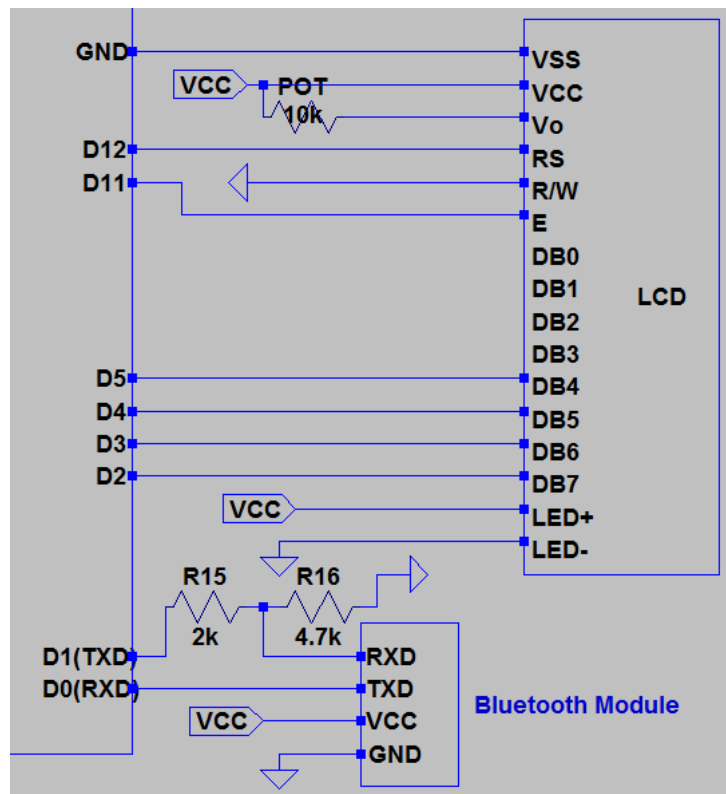 GND
VSS
VCC
POT
VCC
10k
Vo
D12
RS
D11
R/W
E
DB0
DB1
LCD
DB2
DB3
D5
DB4
D4
DB5
D3
DB6
D2
DB7
VCC
LED+
LED-
R15
R16
2k
4.7k
D1(TXD)
RXD
D0(RXD)
TXD
Bluetooth Module
VCC
VCC
GND